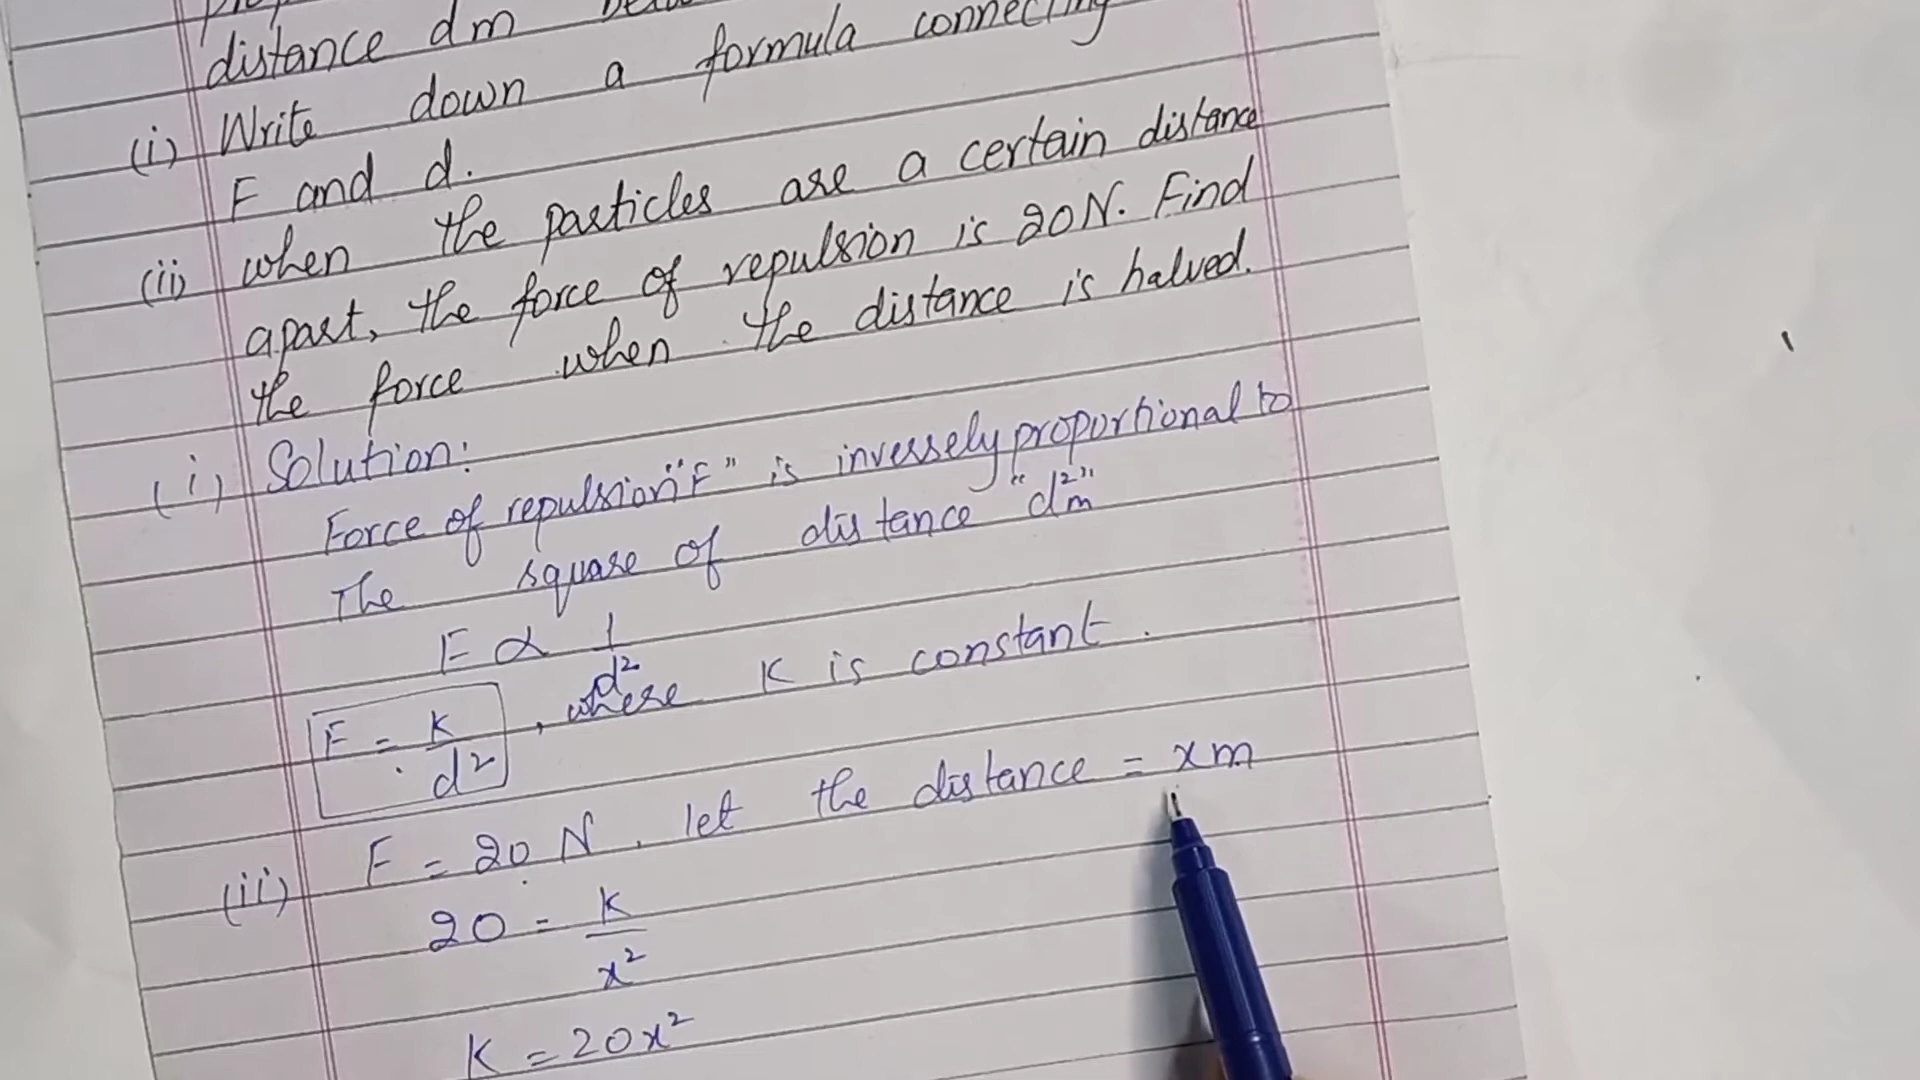 distance dm
(i) Write down a formula connecting
F and d.
(ii) when the particles are a certain distance
apart, the force of repulsion is 20N. Find
the force when the distance is halved.
(i) Solution:
Force of repulsion "F" is inversely proportional to
The square of distance "d²m"
F ∝ 1/d²
F = k/d² , where K is constant.
(ii) F = 20 N, let the distance = xm
20 = k/x²
K = 20x²